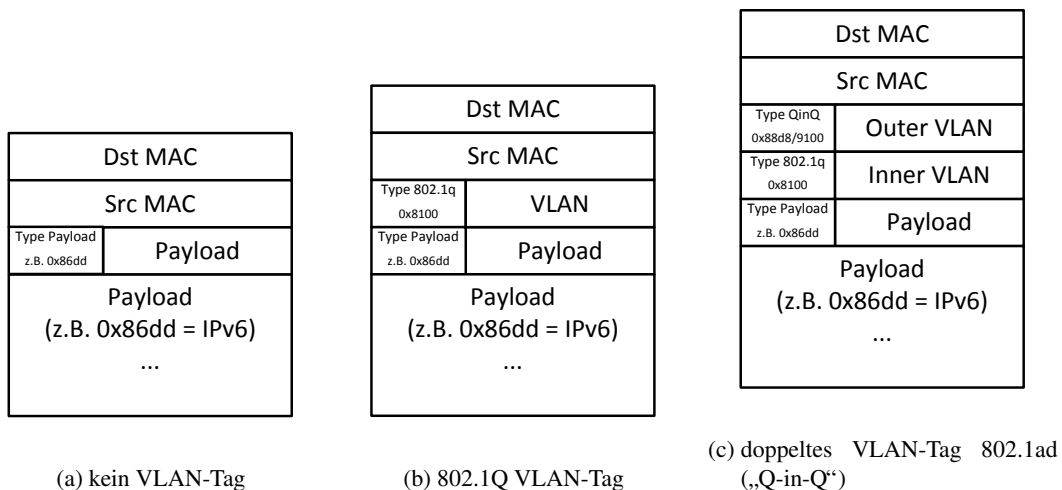 Dst MAC
Src MAC
Type Payload
z.B. 0x86dd
Payload
Payload
(z.B. 0x86dd = IPv6)
...
(a) kein VLAN-Tag
Dst MAC
Src MAC
Type 802.1q
0x8100
VLAN
Type Payload
z.B. 0x86dd
Payload
Payload
(z.B. 0x86dd = IPv6)
...
(b) 802.1Q VLAN-Tag
Dst MAC
Src MAC
Type QinQ
0x88d8/9100
Outer VLAN
Type 802.1q
0x8100
Inner VLAN
Type Payload
z.B. 0x86dd
Payload
Payload
(z.B. 0x86dd = IPv6)
...
(c) doppeltes VLAN-Tag 802.1ad
(„Q-in-Q“)